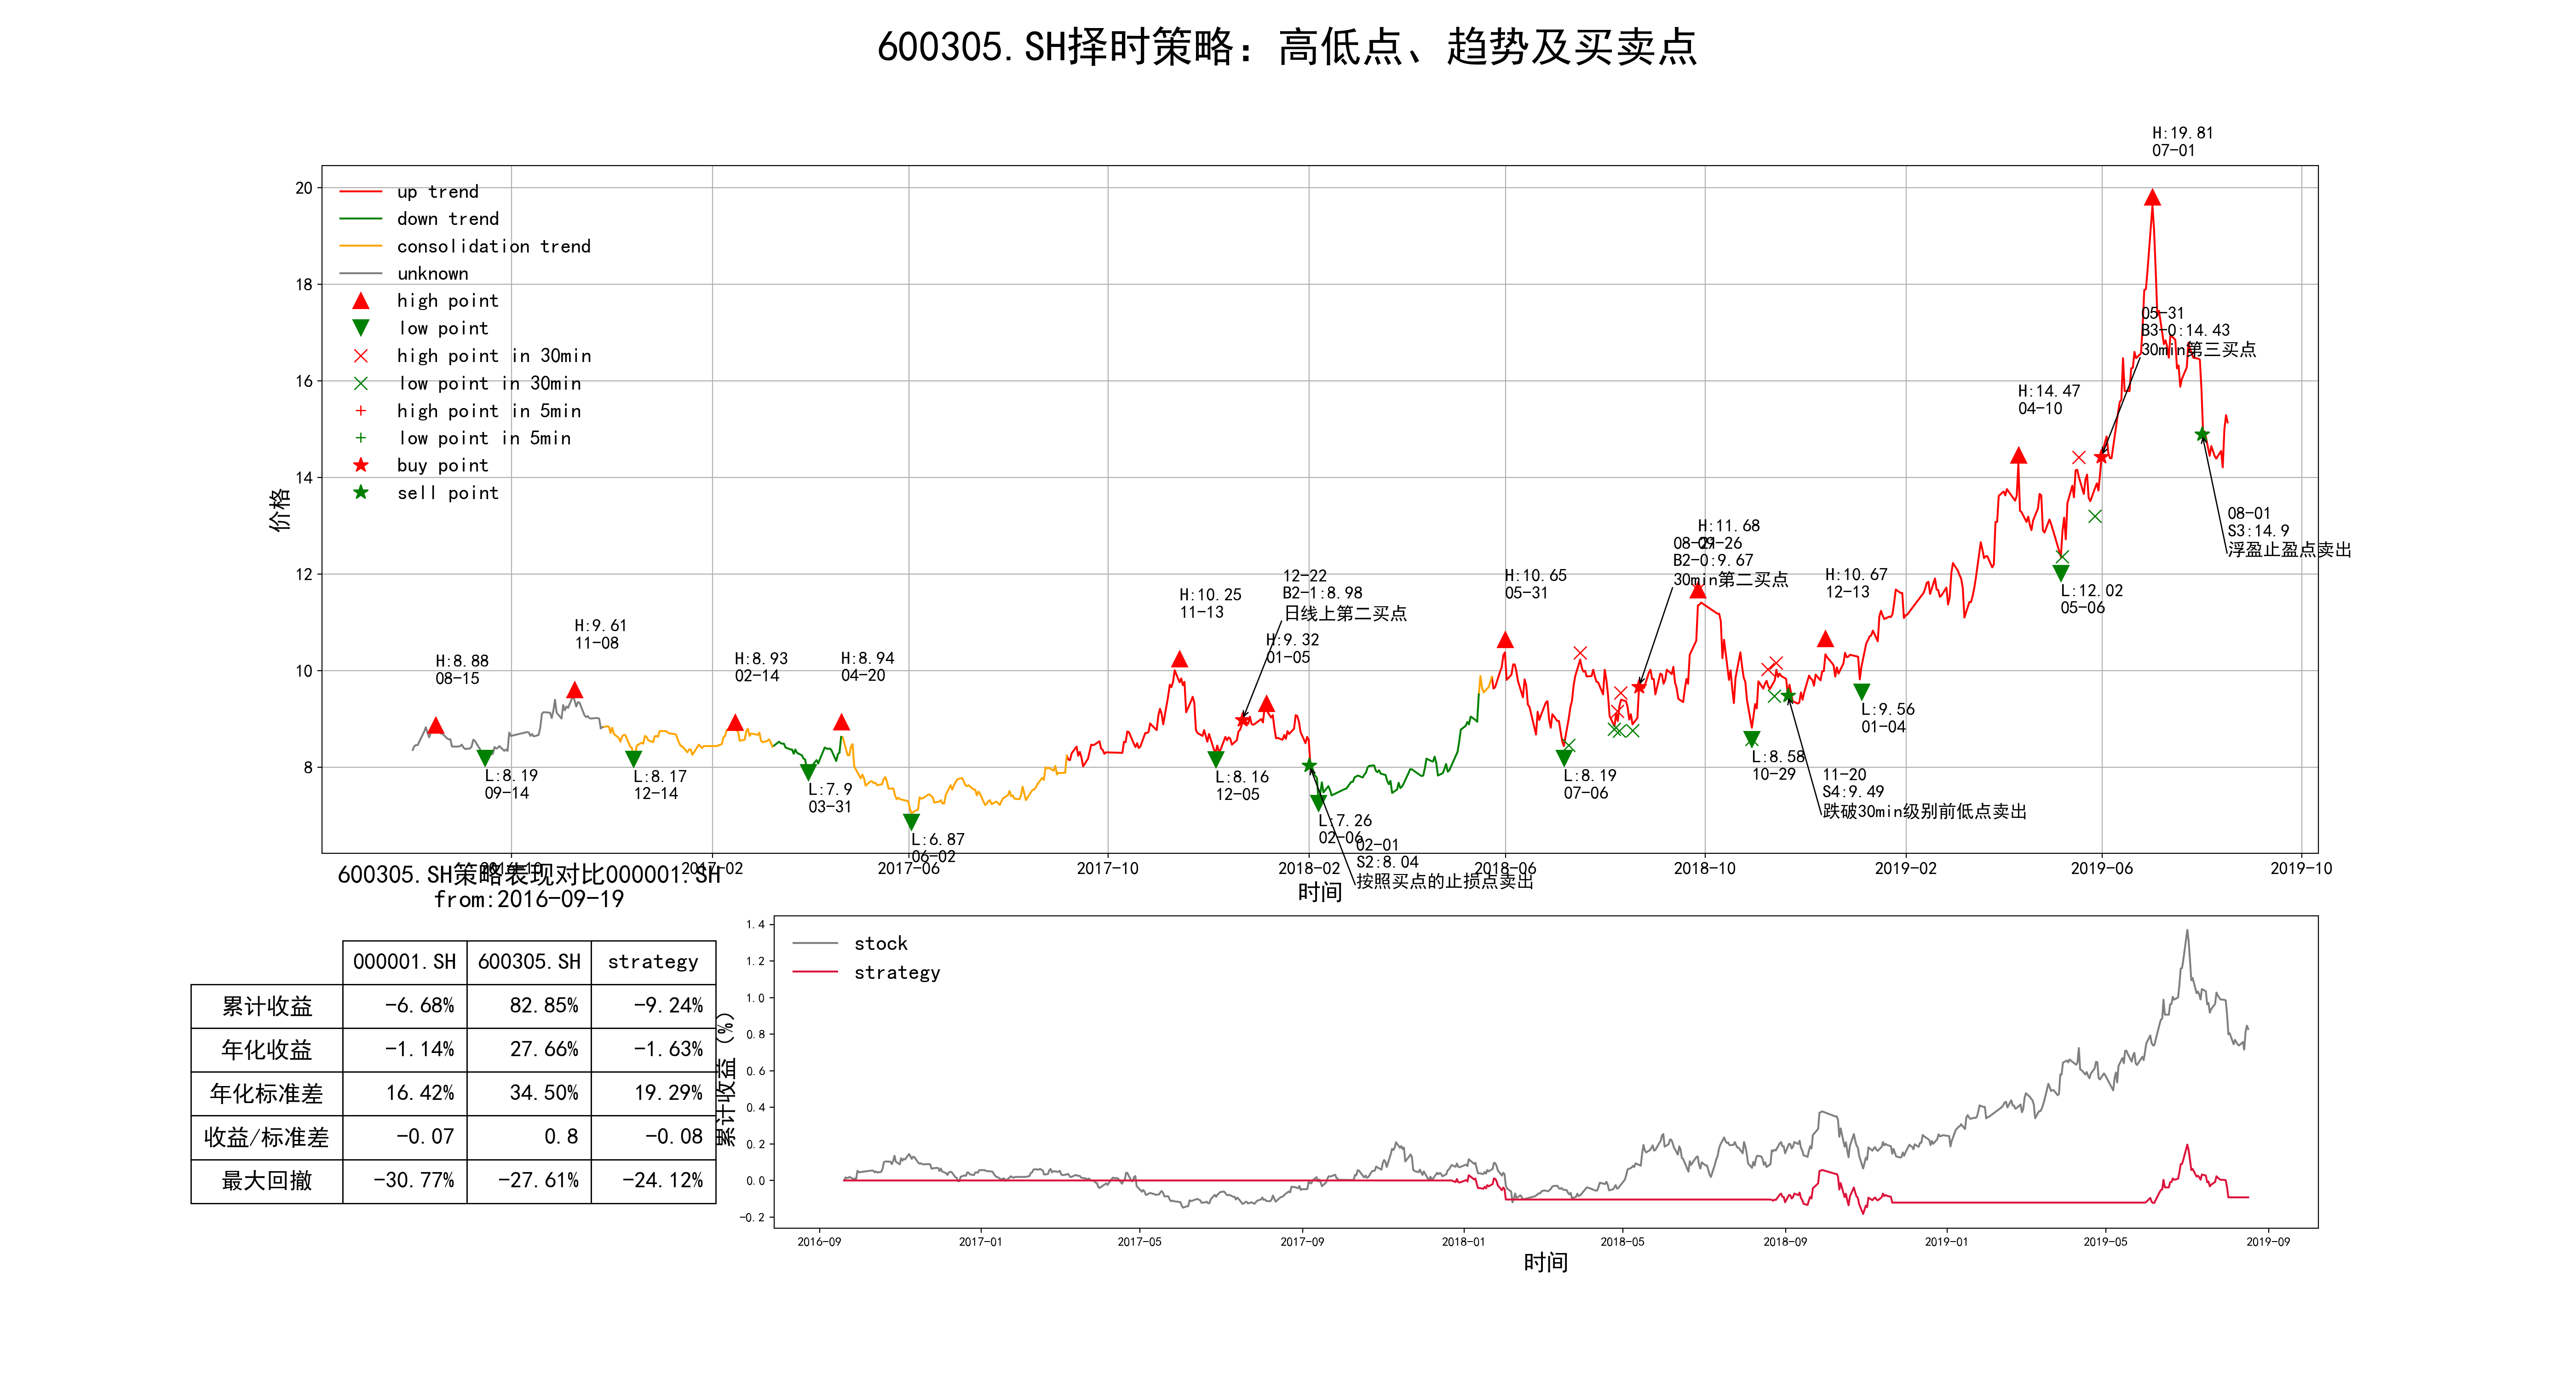 600305.SH择时策略：高低点、趋势及买卖点
H:19.81
07-01
20
18
16
14
12
10
8
价格
up trend
down trend
consolidation trend
unknown
high point
low point
high point in 30min
low point in 30min
high point in 5min
low point in 5min
buy point
sell point
05-31
B3-0:14.43
30min第三买点
H:14.47
04-10
08-01
S3:14.9
浮盈止盈点卖出
H:11.68
09-26
B2-0:9.67
30min第二买点
12-22
B2-1:8.98
日线上第二买点
H:10.25
11-13
H:9.32
01-05
H:10.65
05-31
H:10.67
12-13
L:12.02
05-06
H:8.88
08-15
H:9.61
11-08
H:8.93
02-14
H:8.94
04-20
L:8.19
09-14
L:8.17
12-14
L:7.9
03-31
L:6.87
06-02
L:8.16
12-05
L:7.26
02-06
02-01
S2:8.04
按照买点的止损点卖出
L:8.19
07-06
L:8.58
10-29
11-20
S4:9.49
跌破30min级别前低点卖出
L:9.56
01-04
2016-10
2017-02
2017-06
2017-10
2018-02
2018-06
2018-10
2019-02
2019-06
2019-10
时间
600305.SH策略表现对比000001.SH
from:2016-09-19
000001.SH 600305.SH strategy
累计收益 -6.68% 82.85% -9.24%
年化收益 -1.14% 27.66% -1.63%
年化标准差 16.42% 34.50% 19.29%
收益/标准差 -0.07 0.8 -0.08
最大回撤 -30.77% -27.61% -24.12%
累计收益（%）
1.4
1.2
1.0
0.8
0.6
0.4
0.2
0.0
-0.2
stock
strategy
2016-09
2017-01
2017-05
2017-09
2018-01
2018-05
2018-09
2019-01
2019-05
2019-09
时间